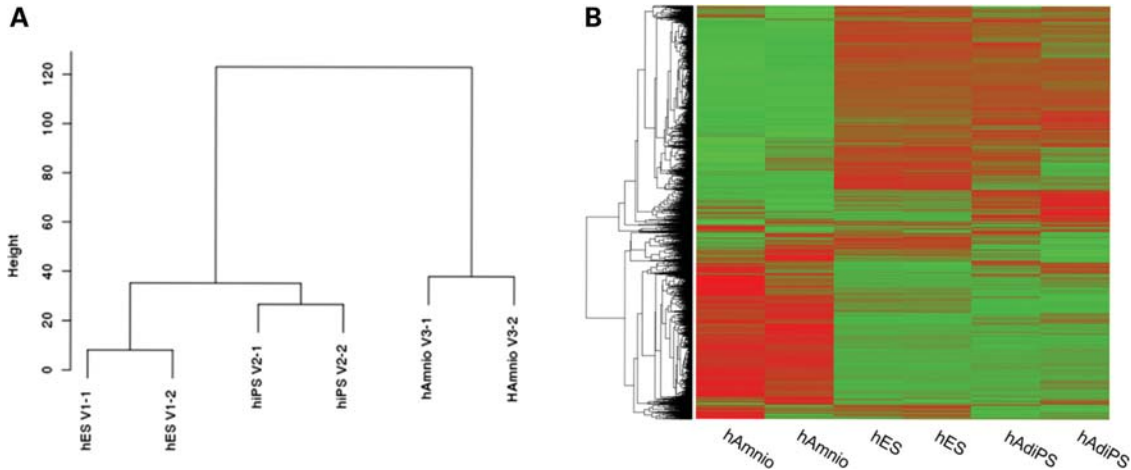 A
B
Height
0
20
40
60
80
100
120
hES V1-1
hES V1-2
hiPS V2-1
hiPS V2-2
hAmnio V3-1
HAmnio V3-2
hAmnio
hAmnio
hES
hES
hAdiPS
hAdiPS